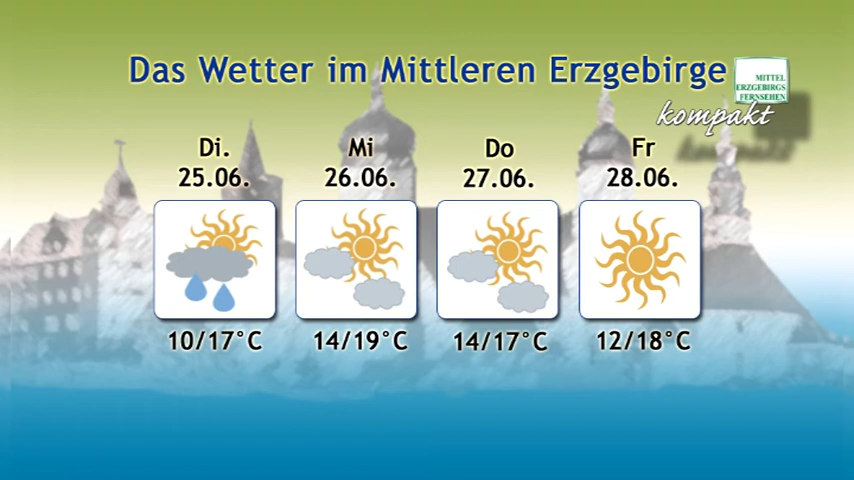 Das Wetter im Mittleren Erzgebirge
MITTEL
ERZGEBIRGS
FERNSEHEN
kompakt
Di. Mi Do Fr
25.06. 26.06. 27.06. 28.06.
10/17°C 14/19°C 14/17°C 12/18°C